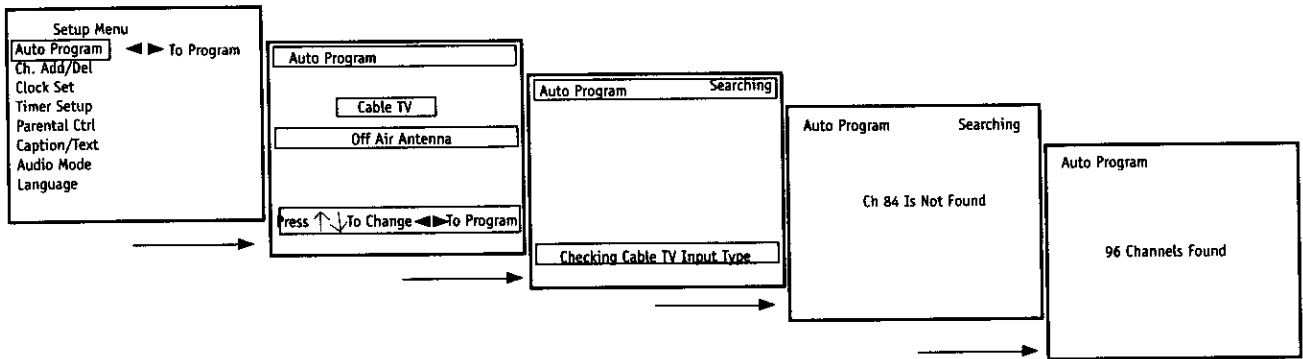 Setup Menu
Auto Program ◄ ► To Program
Ch. Add/Del
Clock Set
Timer Setup
Parental Ctrl
Caption/Text
Audio Mode
Language
Auto Program
Cable TV
Off Air Antenna
Press ↑↓To Change◄►To Program
Auto Program Searching
Checking Cable TV Input Type
Auto Program Searching
Ch 84 Is Not Found
Auto Program
96 Channels Found